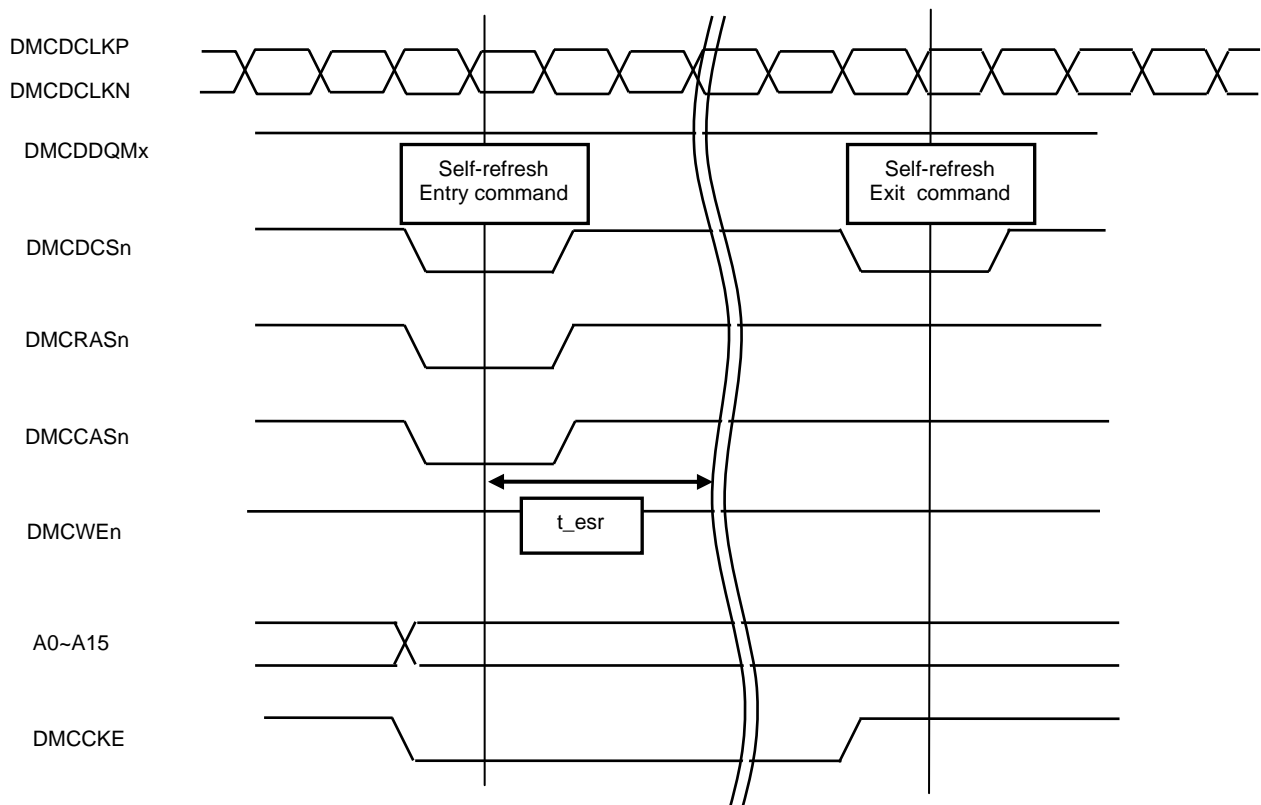 DMCDCLKP
DMCDCLKN
DMCDDQMx
Self-refresh
Entry command
Self-refresh
Exit command
DMCDCSn
DMCRASn
DMCCASn
t_esr
DMCWEn
A0~A15
DMCCKE